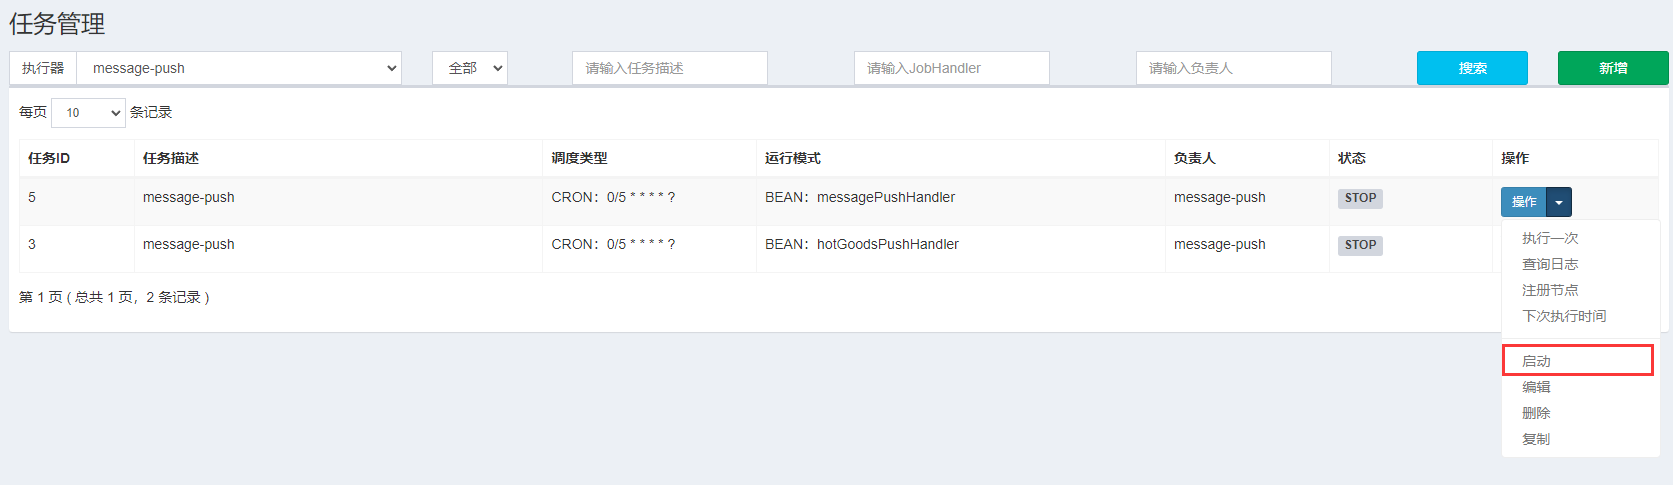 任务管理
执行器 message-push 全部 请输入任务描述 请输入JobHandler 请输入负责人 搜索 新增
每页 10 条记录
任务ID 任务描述 调度类型 运行模式 负责人 状态 操作
5 message-push CRON：0/5 * * * * ? BEAN：messagePushHandler message-push STOP 操作
3 message-push CRON：0/5 * * * * ? BEAN：hotGoodsPushHandler message-push STOP
第 1 页 ( 总共 1 页，2 条记录 )
执行一次
查询日志
注册节点
下次执行时间
启动
编辑
删除
复制